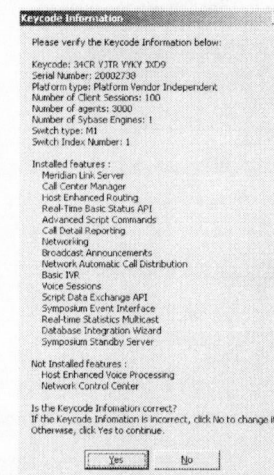 Keycode Information
Please verify the Keycode Information below:
Keycode: 34CR YJTR YYKY JXD9
Serial Number: 20002738
Platform type: Platform Vendor Independent
Number of Client Sessions: 100
Number of agents: 3000
Number of Sybase Engines: 1
Switch type: M1
Switch Index Number: 1
Installed features :
Meridian Link Server
Call Center Manager
Host Enhanced Routing
Real-Time Basic Status API
Advanced Script Commands
Call Detail Reporting
Networking
Broadcast Announcements
Network Automatic Call Distribution
Basic IVR
Voice Sessions
Script Data Exchange API
Symposium Event Interface
Real-time Statistics Multicast
Database Integration Wizard
Symposium Standby Server
Not Installed features :
Host Enhanced Voice Processing
Network Control Center
Is the Keycode Infomation correct?
If the Keycode Infomation is incorrect, click No to change it
Otherwise, click Yes to continue.
Yes
No